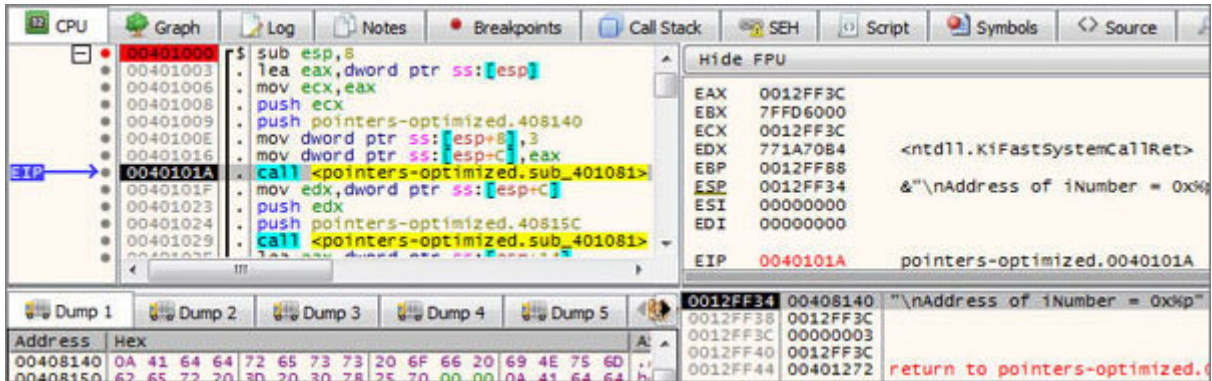 CPU Graph Log Notes Breakpoints Call Stack SEH Script Symbols Source
00401000 $ sub esp,8
00401003 . lea eax,dword ptr ss:[esp]
00401006 . mov ecx,eax
00401008 . push ecx
00401009 . push pointers-optimized.408140
0040100E . mov dword ptr ss:[esp+8],3
00401016 . mov dword ptr ss:[esp+C],eax
EIP 0040101A . call <pointers-optimized.sub_401081>
0040101F . mov edx,dword ptr ss:[esp+C]
00401023 . push edx
00401024 . push pointers-optimized.40815C
00401029 . call <pointers-optimized.sub_401081>
Hide FPU
EAX 0012FF3C
EBX 7FFD6000
ECX 0012FF3C
EDX 771A70B4 <ntdll.KiFastSystemCallRet>
EBP 0012FF88
ESP 0012FF34 &"\nAddress of iNumber = 0x%p
ESI 00000000
EDI 00000000
EIP 0040101A pointers-optimized.0040101A
Dump 1 Dump 2 Dump 3 Dump 4 Dump 5
Address Hex
00408140 0A 41 64 64 72 65 73 73 20 6F 66 20 69 4E 75 6D
00408150 62 65 72 20 3D 20 30 78 25 70 00 00 0A 41 64 64
0012FF34 00408140 "\nAddress of iNumber = 0x%p"
0012FF38 0012FF3C
0012FF3C 00000003
0012FF40 0012FF3C
0012FF44 00401272 return to pointers-optimized.